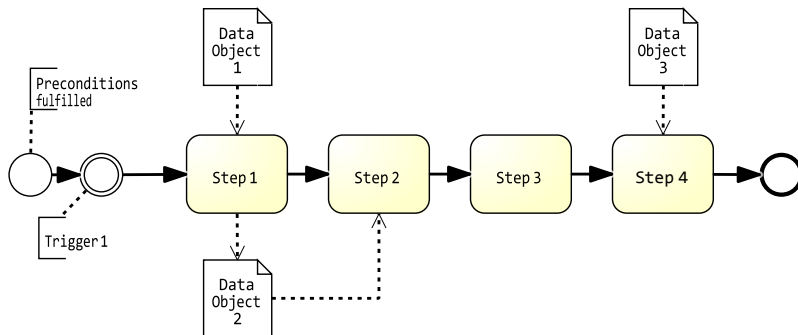 Data
Object
1
Data
Object
3
Preconditions
fulfilled
Step 1
Step 2
Step 3
Step 4
Trigger 1
Data
Object
2